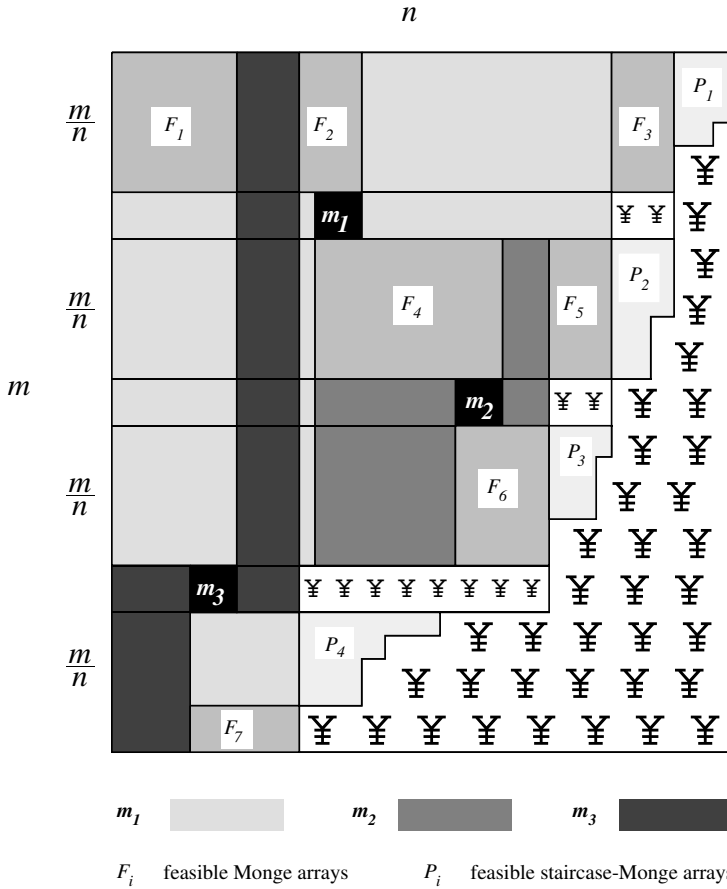 n
P₁
m/n F₁ F₂ F₃
¥
m₁ ¥ ¥ ¥
P₂ ¥
m/n F₄ F₅ ¥
¥
m
m₂ ¥ ¥ ¥ ¥
P₃ ¥ ¥
m/n F₆ ¥ ¥
¥ ¥ ¥
m₃ ¥ ¥ ¥ ¥ ¥ ¥ ¥ ¥ ¥ ¥ ¥
P₄ ¥ ¥ ¥ ¥ ¥
m/n ¥ ¥ ¥ ¥ ¥ ¥
F₇ ¥ ¥ ¥ ¥ ¥ ¥ ¥ ¥
m₁ m₂ m₃
Fᵢ feasible Monge arrays Pᵢ feasible staircase-Monge array